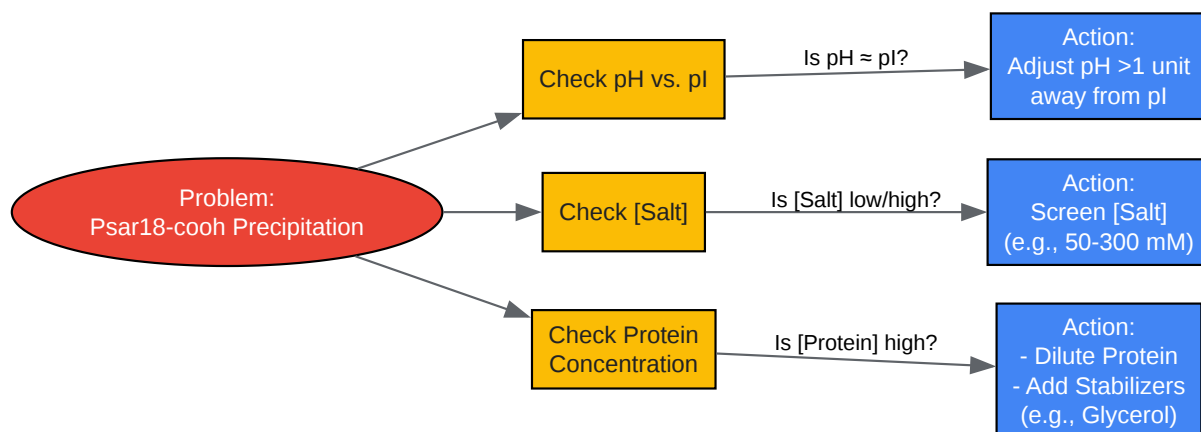 Problem:
Psar18-cooh Precipitation
Check pH vs. pI
Is pH ≈ pI?
Action:
Adjust pH >1 unit
away from pI
Check [Salt]
Is [Salt] low/high?
Action:
Screen [Salt]
(e.g., 50-300 mM)
Check Protein
Concentration
Is [Protein] high?
Action:
- Dilute Protein
- Add Stabilizers
(e.g., Glycerol)